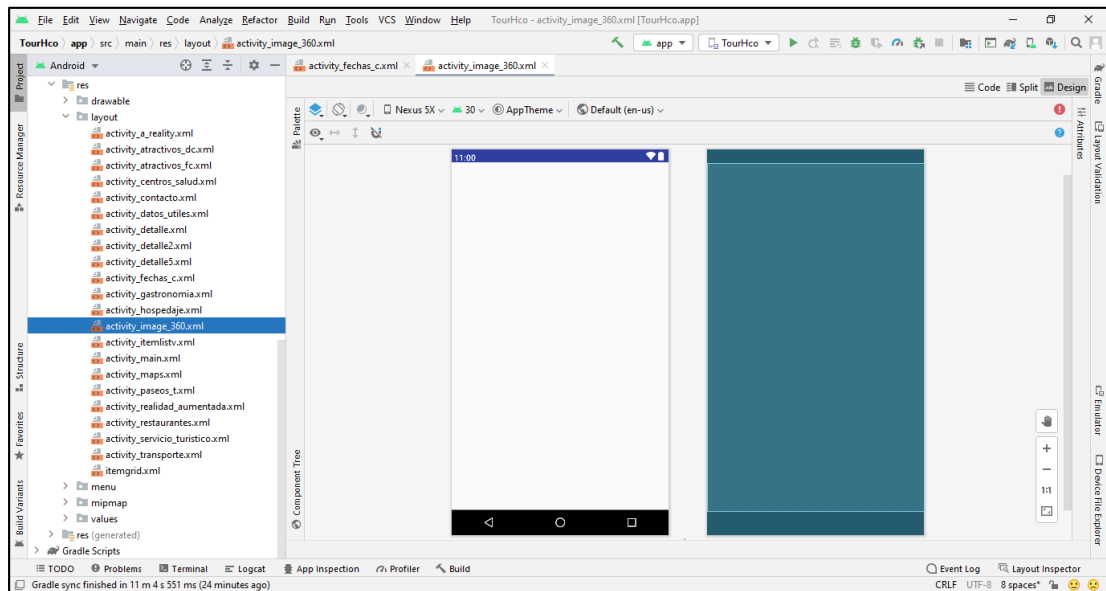 File Edit View Navigate Code Analyze Refactor Build Run Tools VCS Window Help TourHco - activity_image_360.xml [TourHco.app]
TourHco app src main res layout activity_image_360.xml app TourHco
Project
Resource Manager
Structure
Favorites
Build Variants
Android
res
drawable
layout
activity_a_reality.xml
activity_atractivos_dc.xml
activity_atractivos_fc.xml
activity_centros_salud.xml
activity_contacto.xml
activity_datos_utiles.xml
activity_detalle.xml
activity_detalle2.xml
activity_detalle5.xml
activity_fechas_c.xml
activity_gastronomia.xml
activity_hospedaje.xml
activity_image_360.xml
activity_itemlistv.xml
activity_main.xml
activity_maps.xml
activity_paseos_t.xml
activity_realidad_aumentada.xml
activity_restaurantes.xml
activity_servicio_turistico.xml
activity_transporte.xml
itemgrid.xml
menu
mipmap
values
res (generated)
Gradle Scripts
activity_fechas_c.xml activity_image_360.xml
Code Split Design
Palette
Component Tree
Nexus 5X 30 AppTheme Default (en-us)
11:00
1:1
Attributes
Gradle
Layout Validation
Emulator
Device File Explorer
TODO Problems Terminal Logcat App Inspection Profiler Build Event Log Layout Inspector
Gradle sync finished in 11 m 4 s 551 ms (24 minutes ago) CRLF UTF-8 8 spaces*